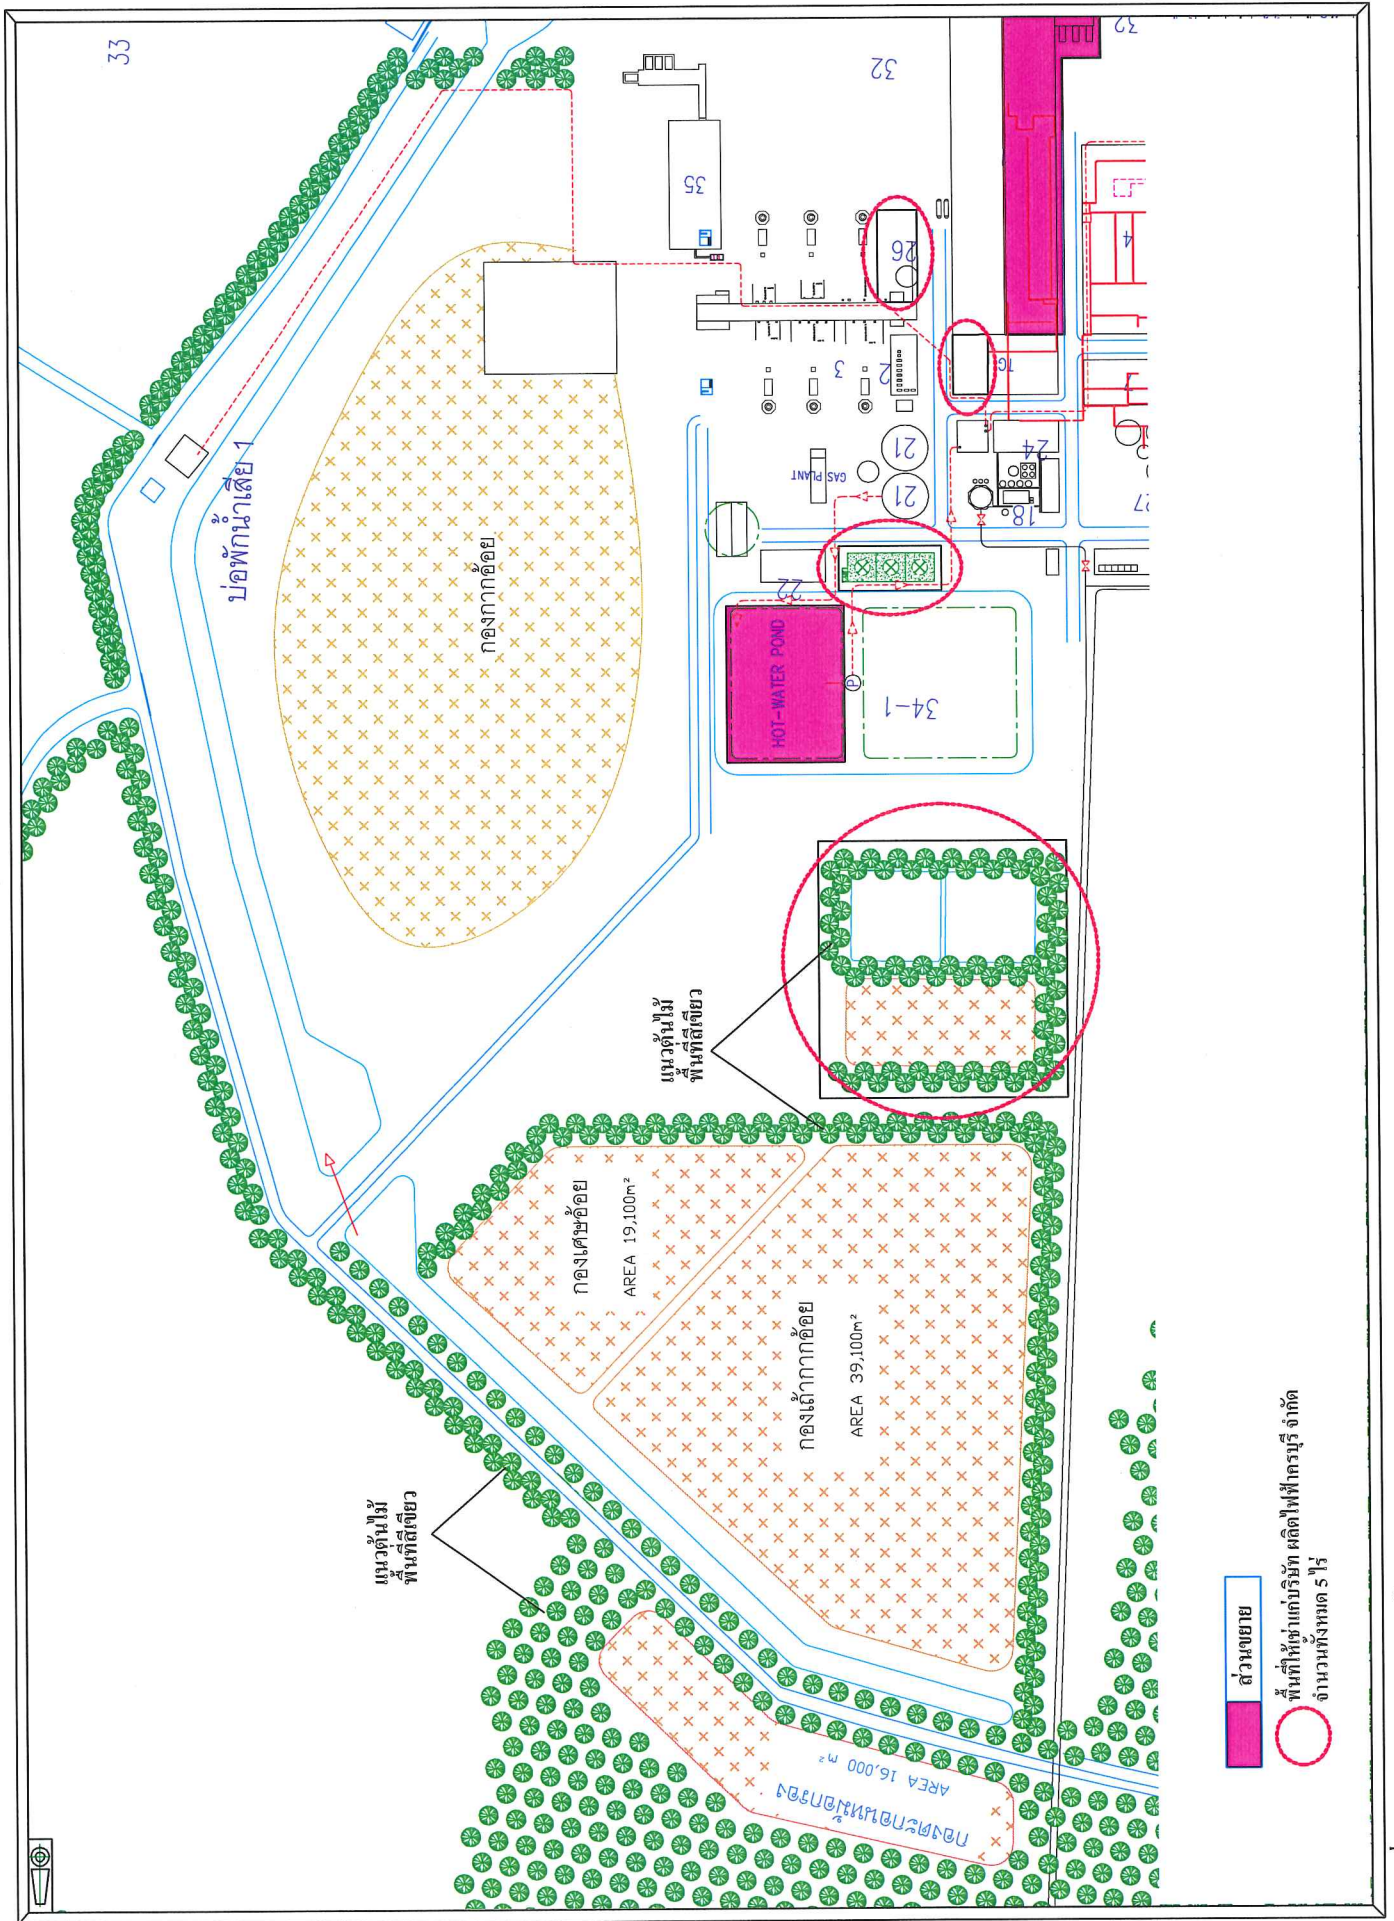 33
32
32
35
26
4
TG
3
2
21
21
GAS PLANT
24
18
27
22
บ่อพักน้ำเสีย 1
กองกากอ้อย
HOT-WATER POND
P
34-1
แนวต้นไม้
พื้นที่สีเขียว
กองเศษอ้อย
AREA 19,100m²
กองเถ้ากากอ้อย
AREA 39,100m²
แนวต้นไม้
พื้นที่สีเขียว
กองตะกอนหม้อกรอง
AREA 16,000 m²
ส่วนขยาย
พื้นที่ให้เช่าแก่บริษัท ผลิตไฟฟ้าครบุรี จำกัด
จำนวนทั้งหมด 5 ไร่